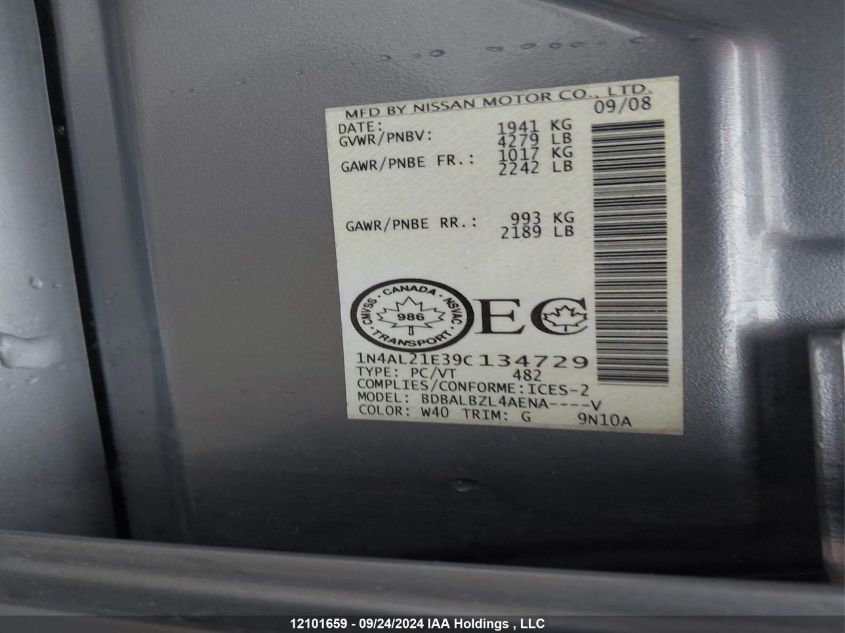 MFD BY NISSAN MOTOR CO., LTD.
DATE: 09/08
GVWR/PNBV: 1941 KG
4279 LB
GAWR/PNBE FR.: 1017 KG
2242 LB
GAWR/PNBE RR.: 993 KG
2189 LB
CMVSS · CANADA · NSVAC
986
· TRANSPORT ·
EC
1N4AL21E39C134729
TYPE: PC/VT 482
COMPLIES/CONFORME:ICES-2
MODEL: BDBALBZL4AENA----V
COLOR: W40 TRIM: G 9N10A
12101659 - 09/24/2024 IAA Holdings , LLC